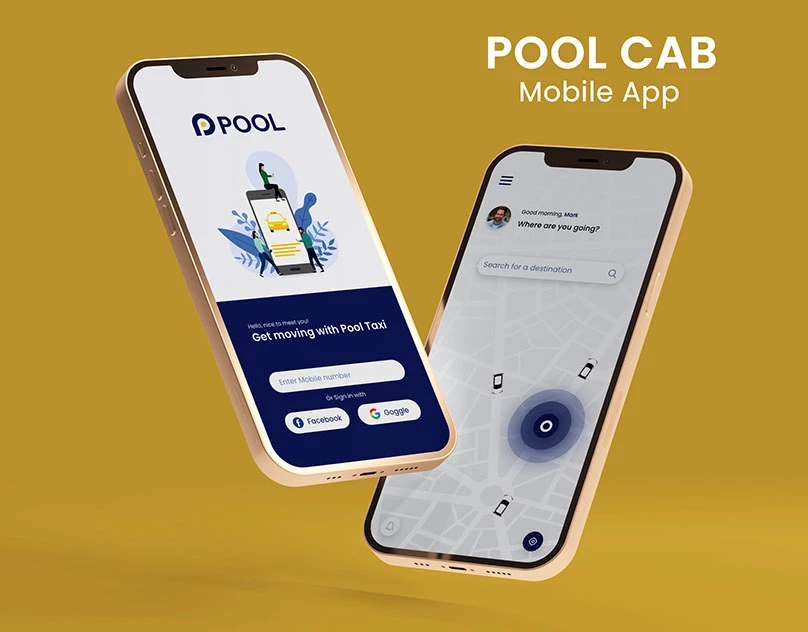 POOL CAB
Mobile App
POOL
Hello, nice to meet you!
Get moving with Pool Taxi
Enter Mobile number
Or Sign in with
Facebook
Goggle
Good morning, Mark
Where are you going?
Search for a destination